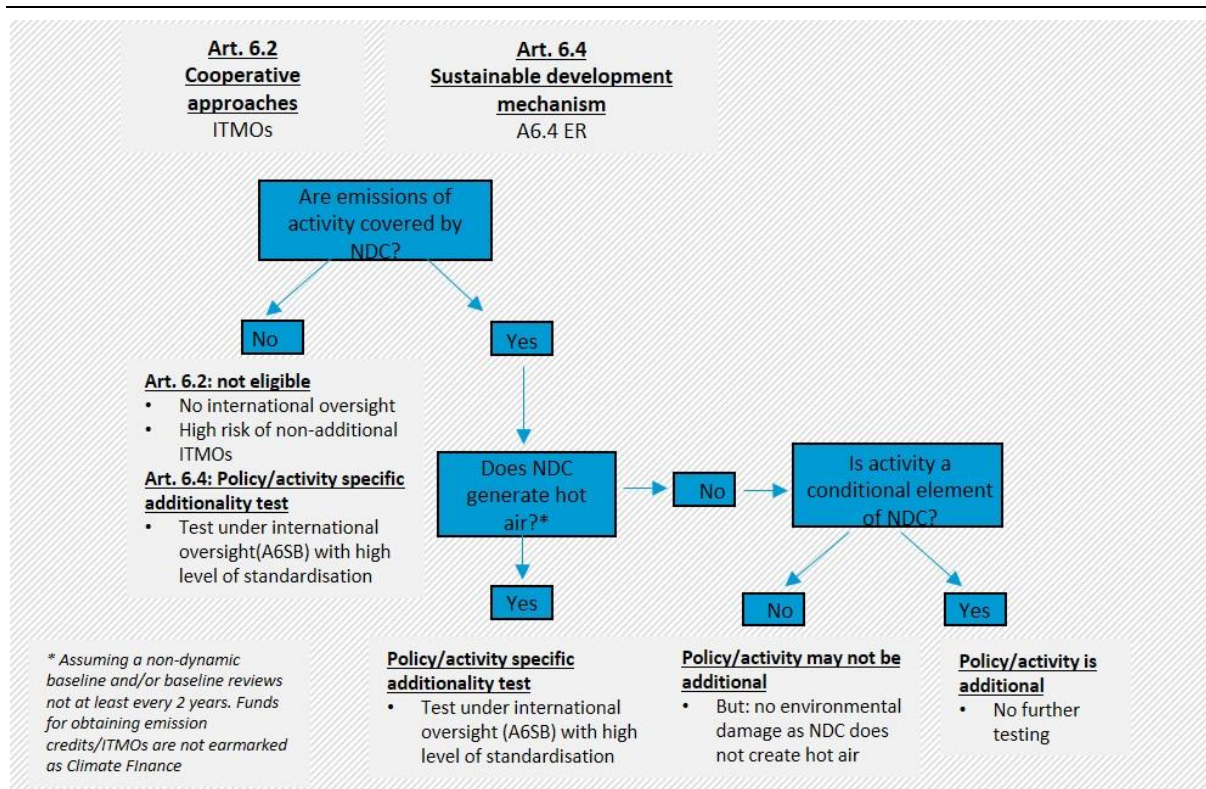 Art. 6.2
Cooperative
approaches
ITMOs
Art. 6.4
Sustainable development
mechanism
A6.4 ER
Are emissions of
activity covered by
NDC?
No
Yes
Art. 6.2: not eligible
• No international oversight
• High risk of non-additional
ITMOs
Art. 6.4: Policy/activity specific
additionality test
• Test under international
oversight(A6SB) with high
level of standardisation
Does NDC
generate hot
air?*
No
Is activity a
conditional element
of NDC?
Yes
No
Yes
* Assuming a non-dynamic
baseline and/or baseline reviews
not at least every 2 years. Funds
for obtaining emission
credits/ITMOs are not earmarked
as Climate FInance
Policy/activity specific
additionality test
• Test under international
oversight (A6SB) with high
level of standardisation
Policy/activity may not be
additional
• But: no environmental
damage as NDC does
not create hot air
Policy/activity is
additional
• No further
testing